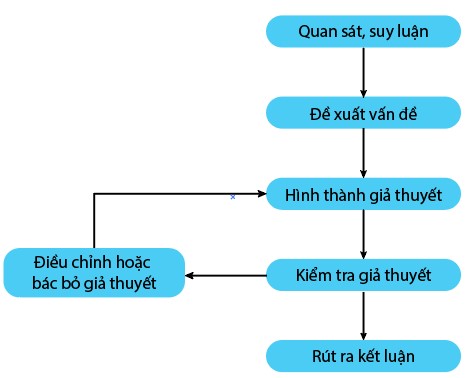 Quan sát, suy luận
Đề xuất vấn dề
Hình thành giả thuyết
Điều chỉnh hoặc
bác bỏ giả thuyết
Kiểm tra giả thuyết
Rút ra kết luận